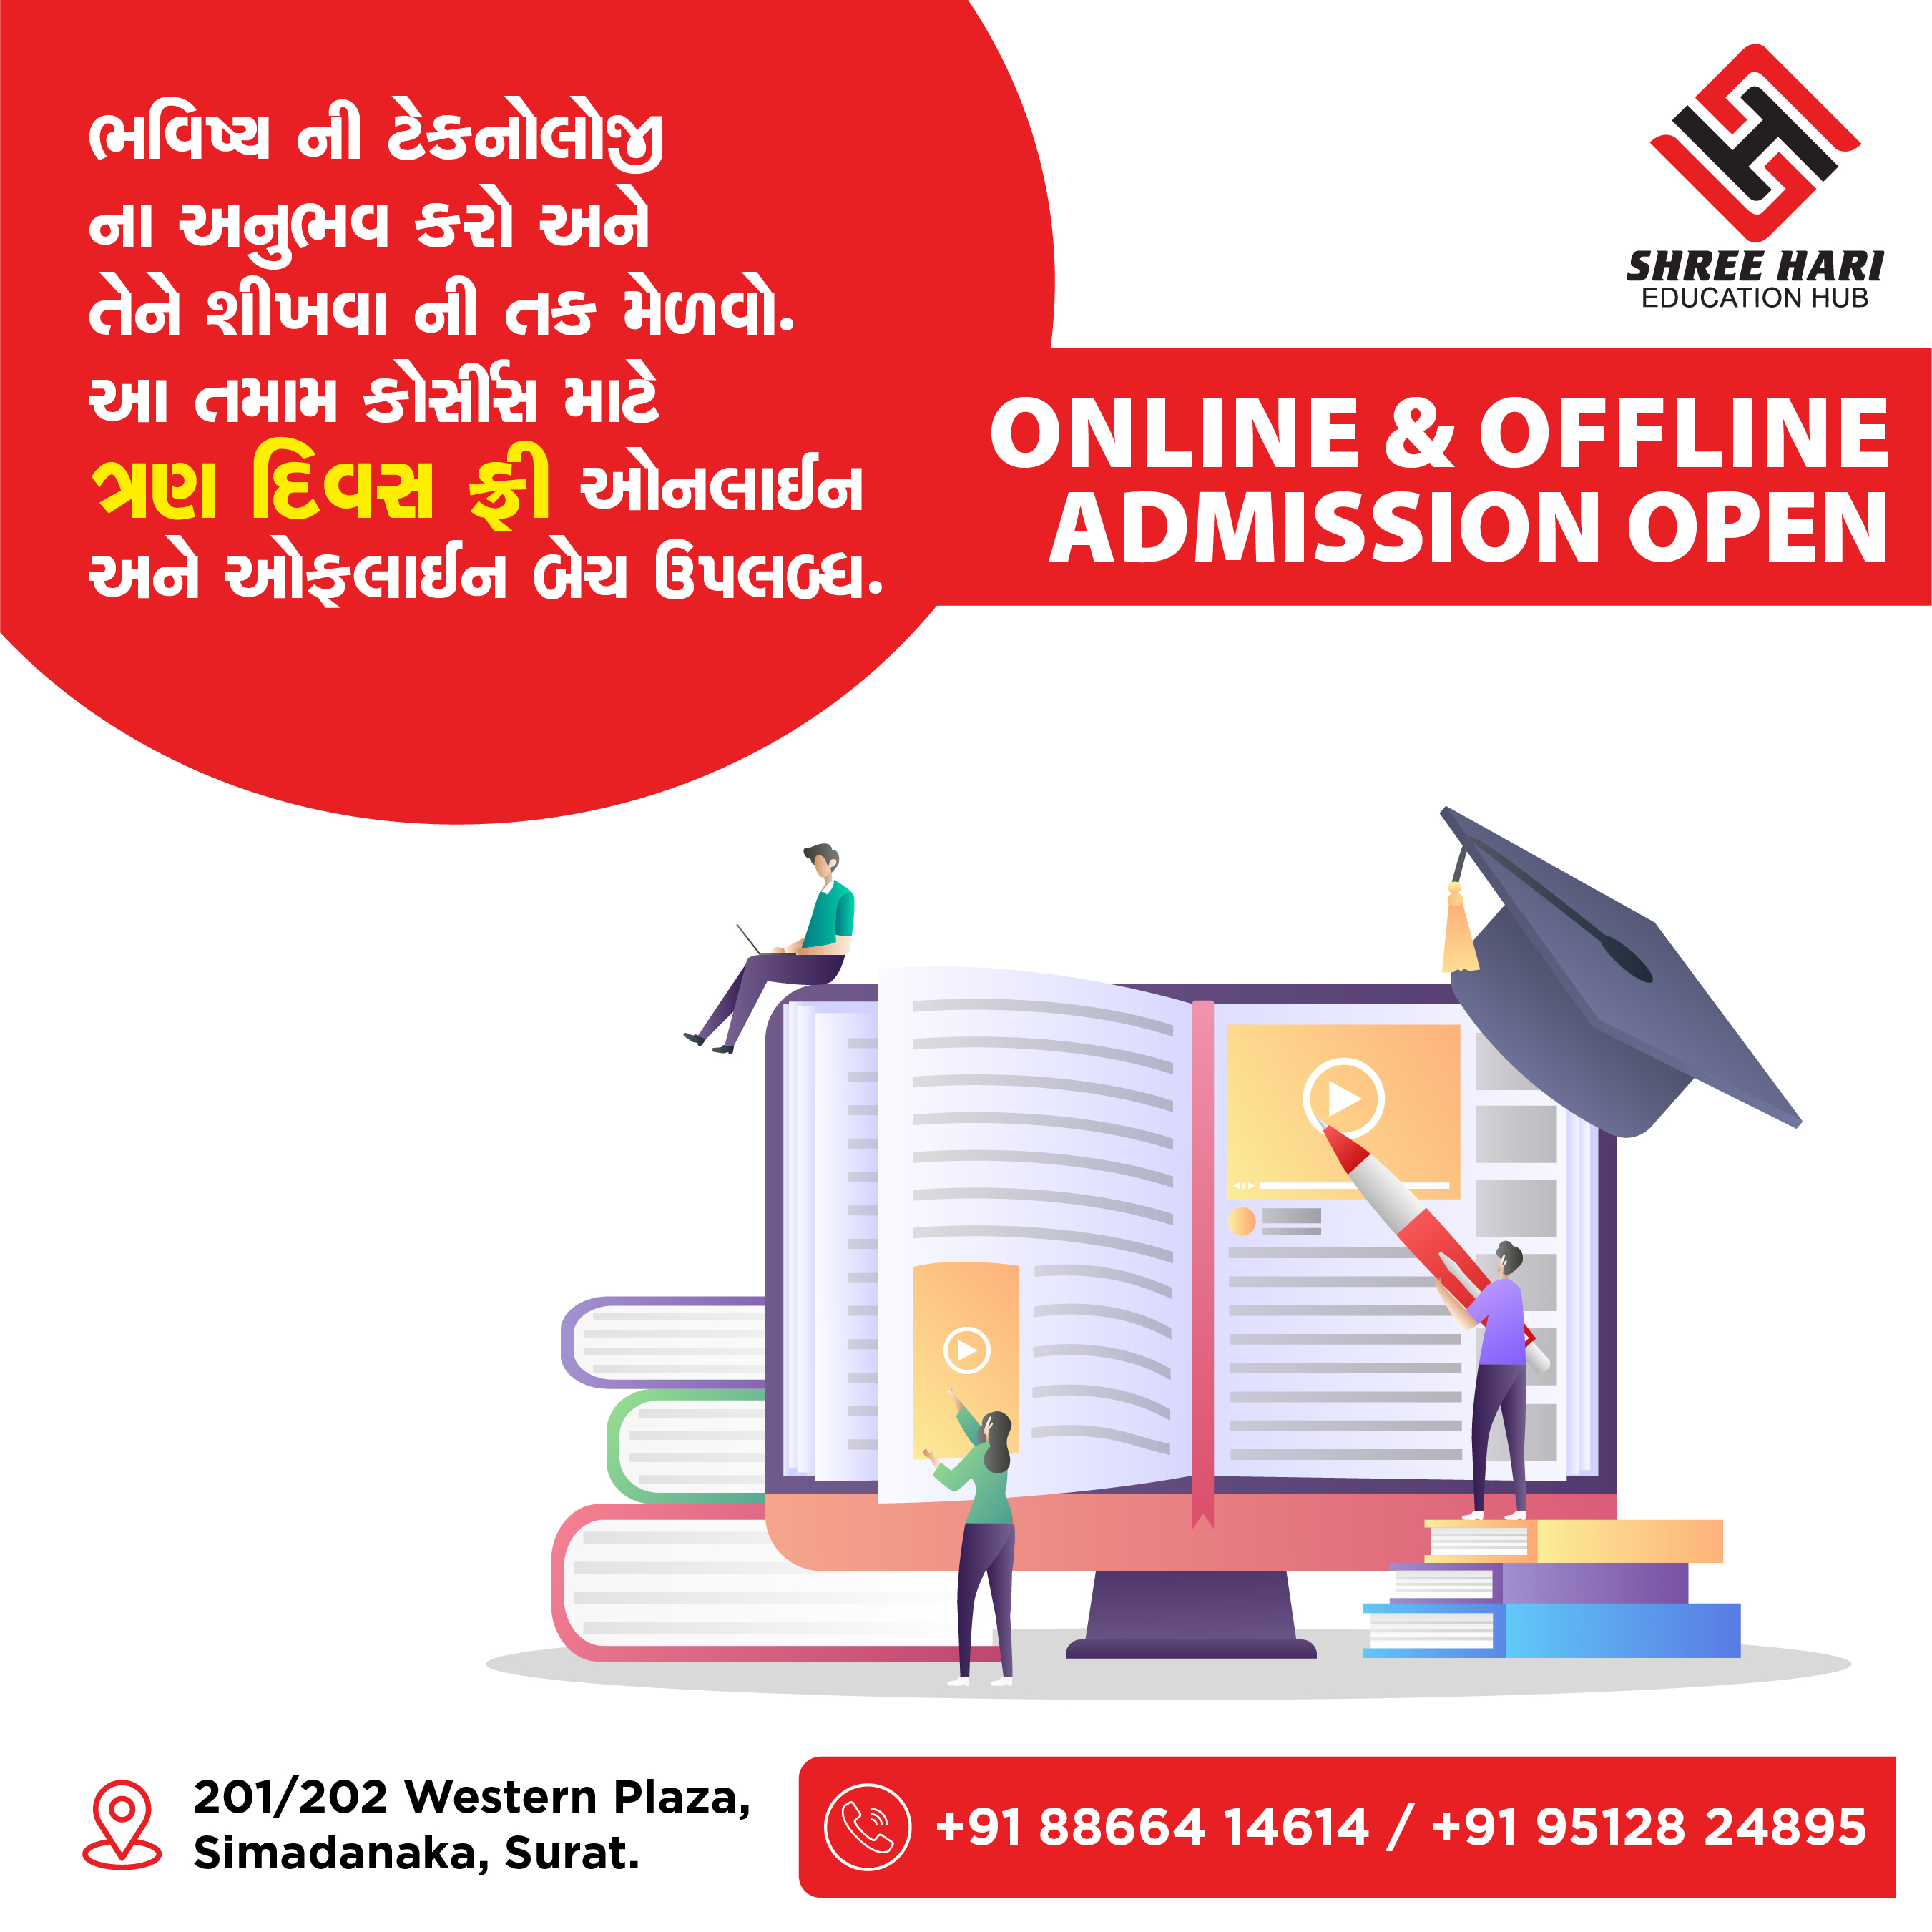 ભવિષ્ય ની ટેકનોલોજી
ના અનુભવ કરો અને
તેને શીખવા ની તક મેળવો.
આ તમામ કોર્સીસ માટે
ત્રણ દિવસ ફ્રી ઓનલાઈન
અને ઓફલાઈન બેય ઉપલબ્ધ.
SHREE HARI
EDUCATION HUB
ONLINE & OFFLINE
ADMISSION OPEN
201/202 Western Plaza,
Simadanaka, Surat.
+91 88664 14614 / +91 95128 24895